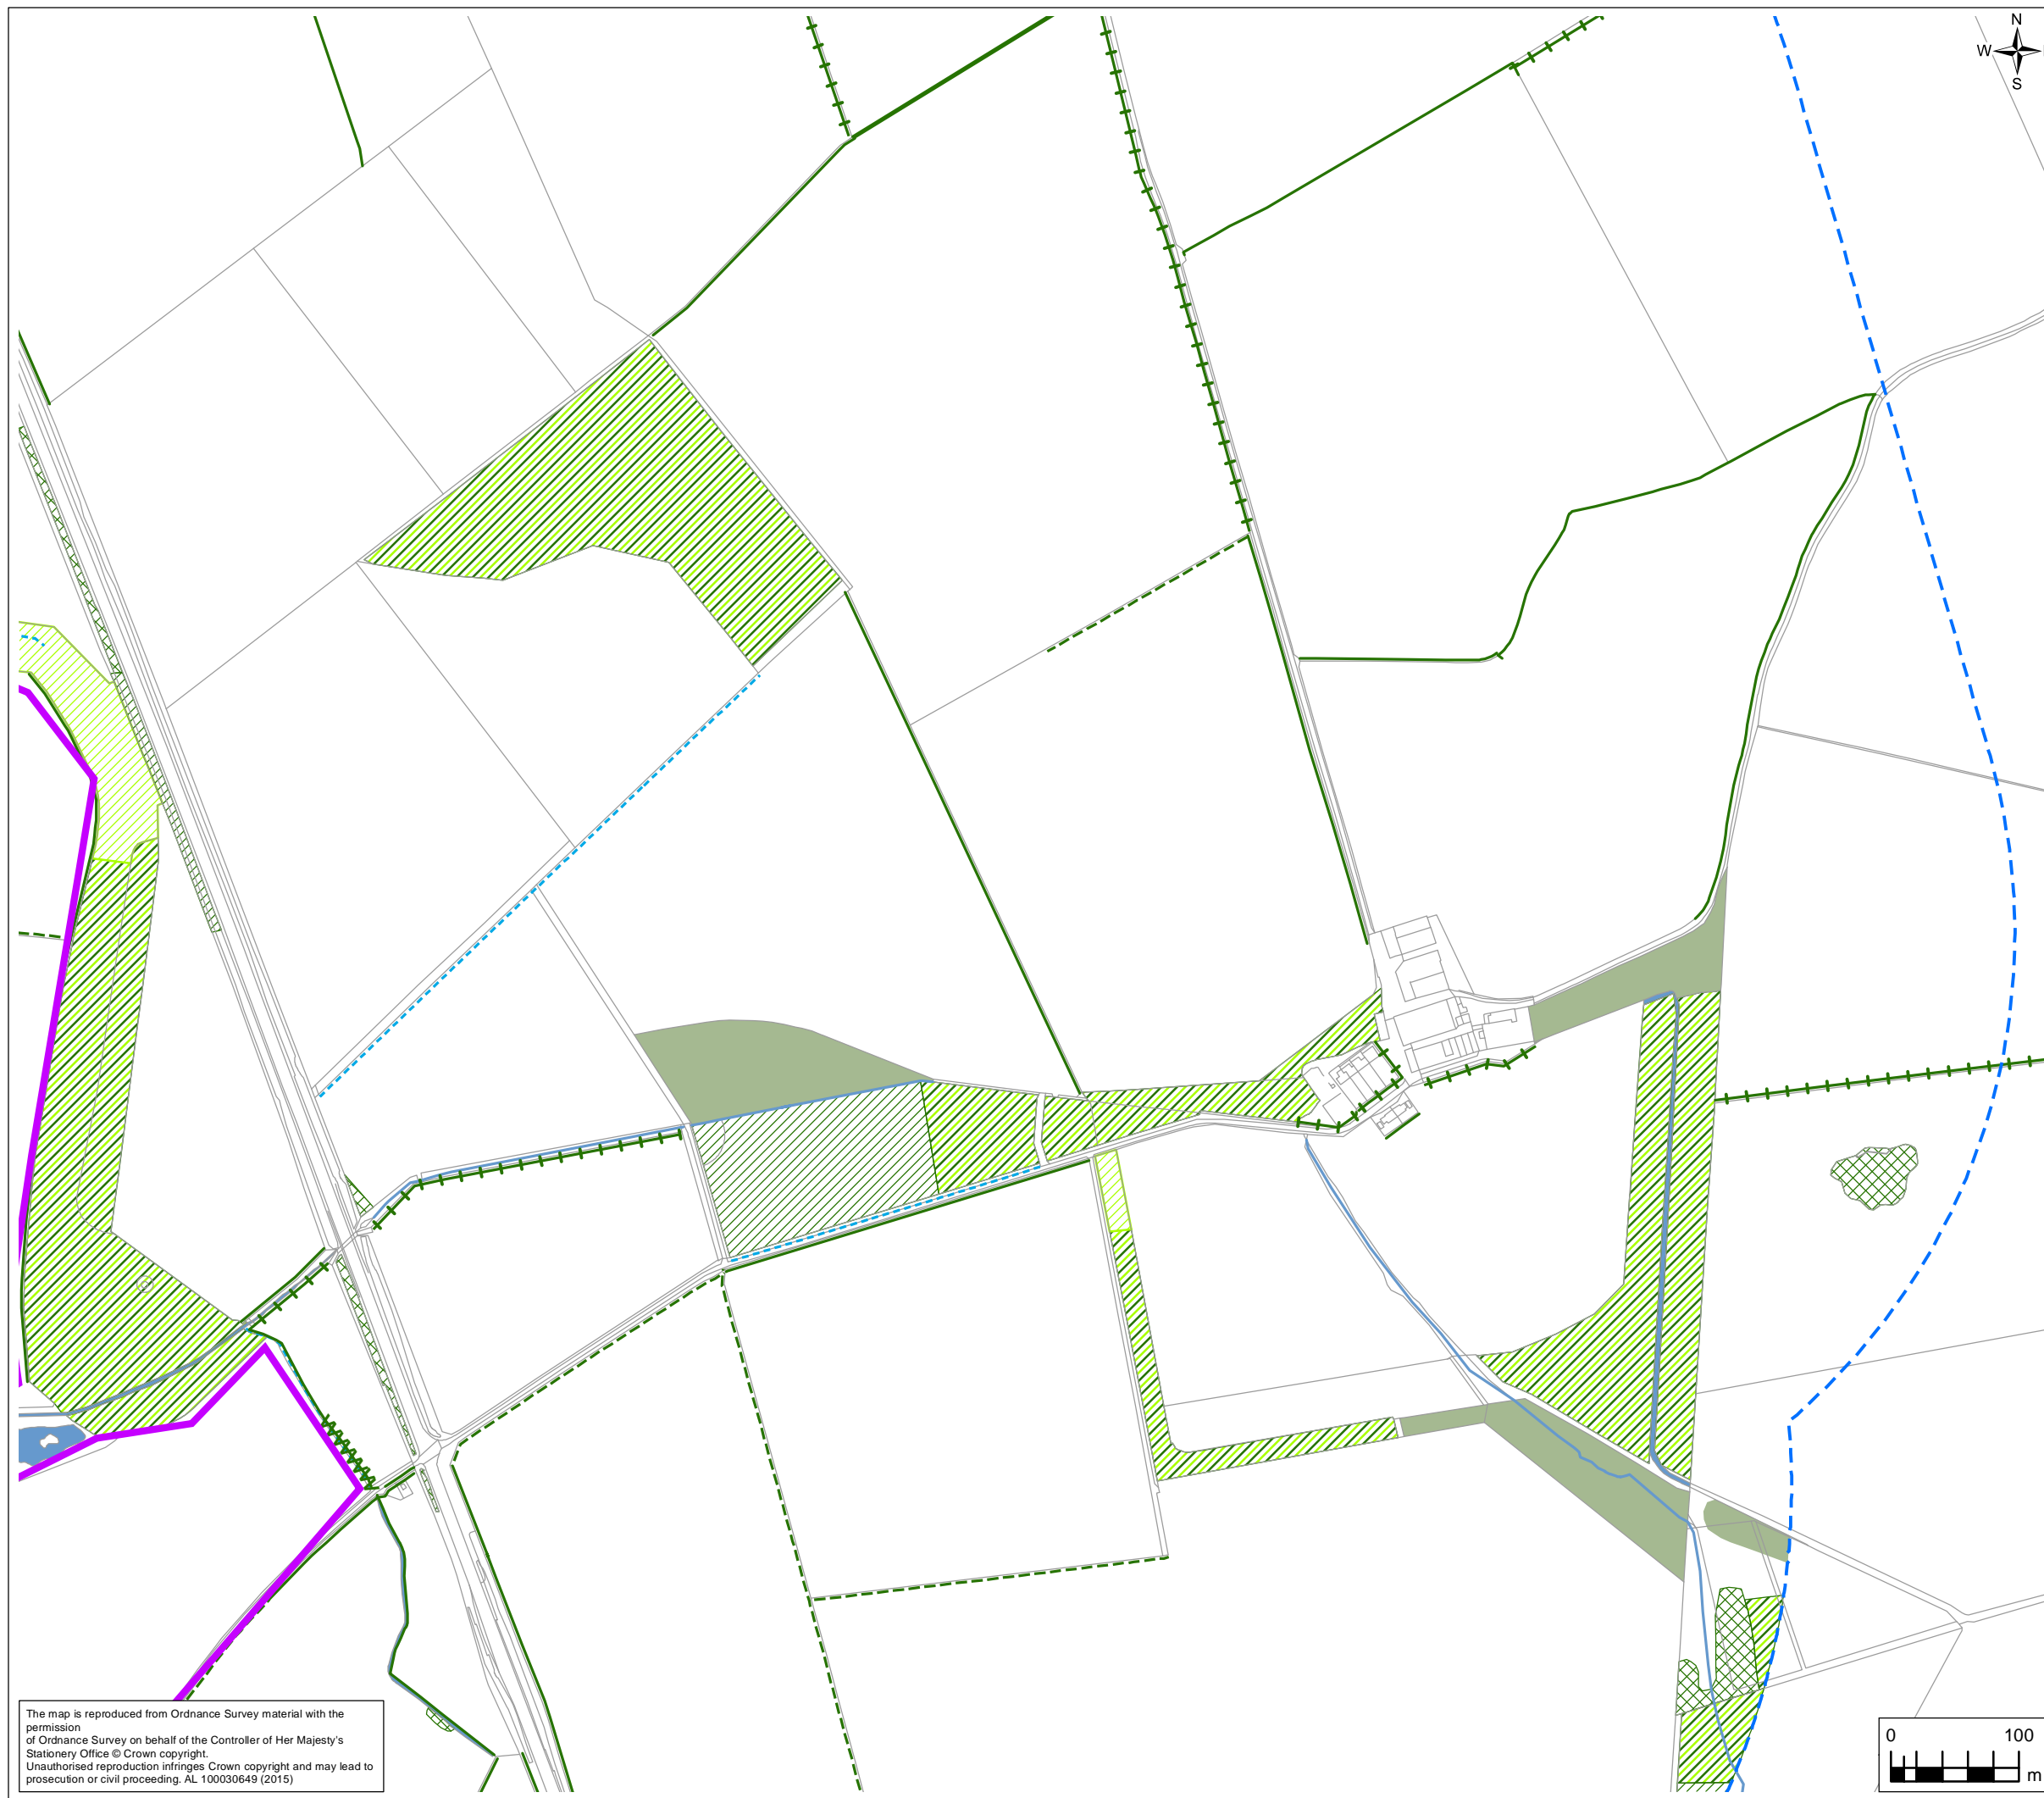 N
W
S
The map is reproduced from Ordnance Survey material with the
permission
of Ordnance Survey on behalf of the Controller of Her Majesty's
Stationery Office © Crown copyright.
Unauthorised reproduction infringes Crown copyright and may lead to
prosecution or civil proceeding. AL 100030649 (2015)
0 100
m